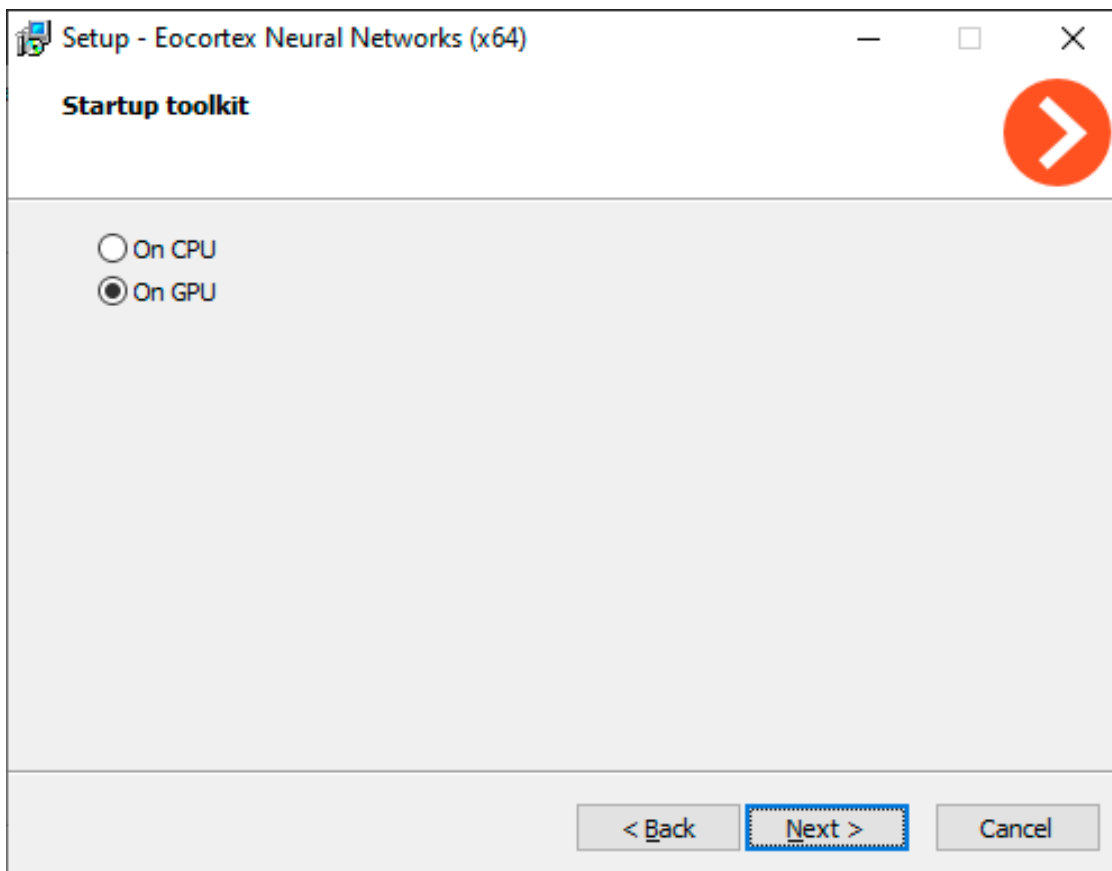 Setup - Eocortex Neural Networks (x64)
Startup toolkit
On CPU
On GPU
< Back
Next >
Cancel